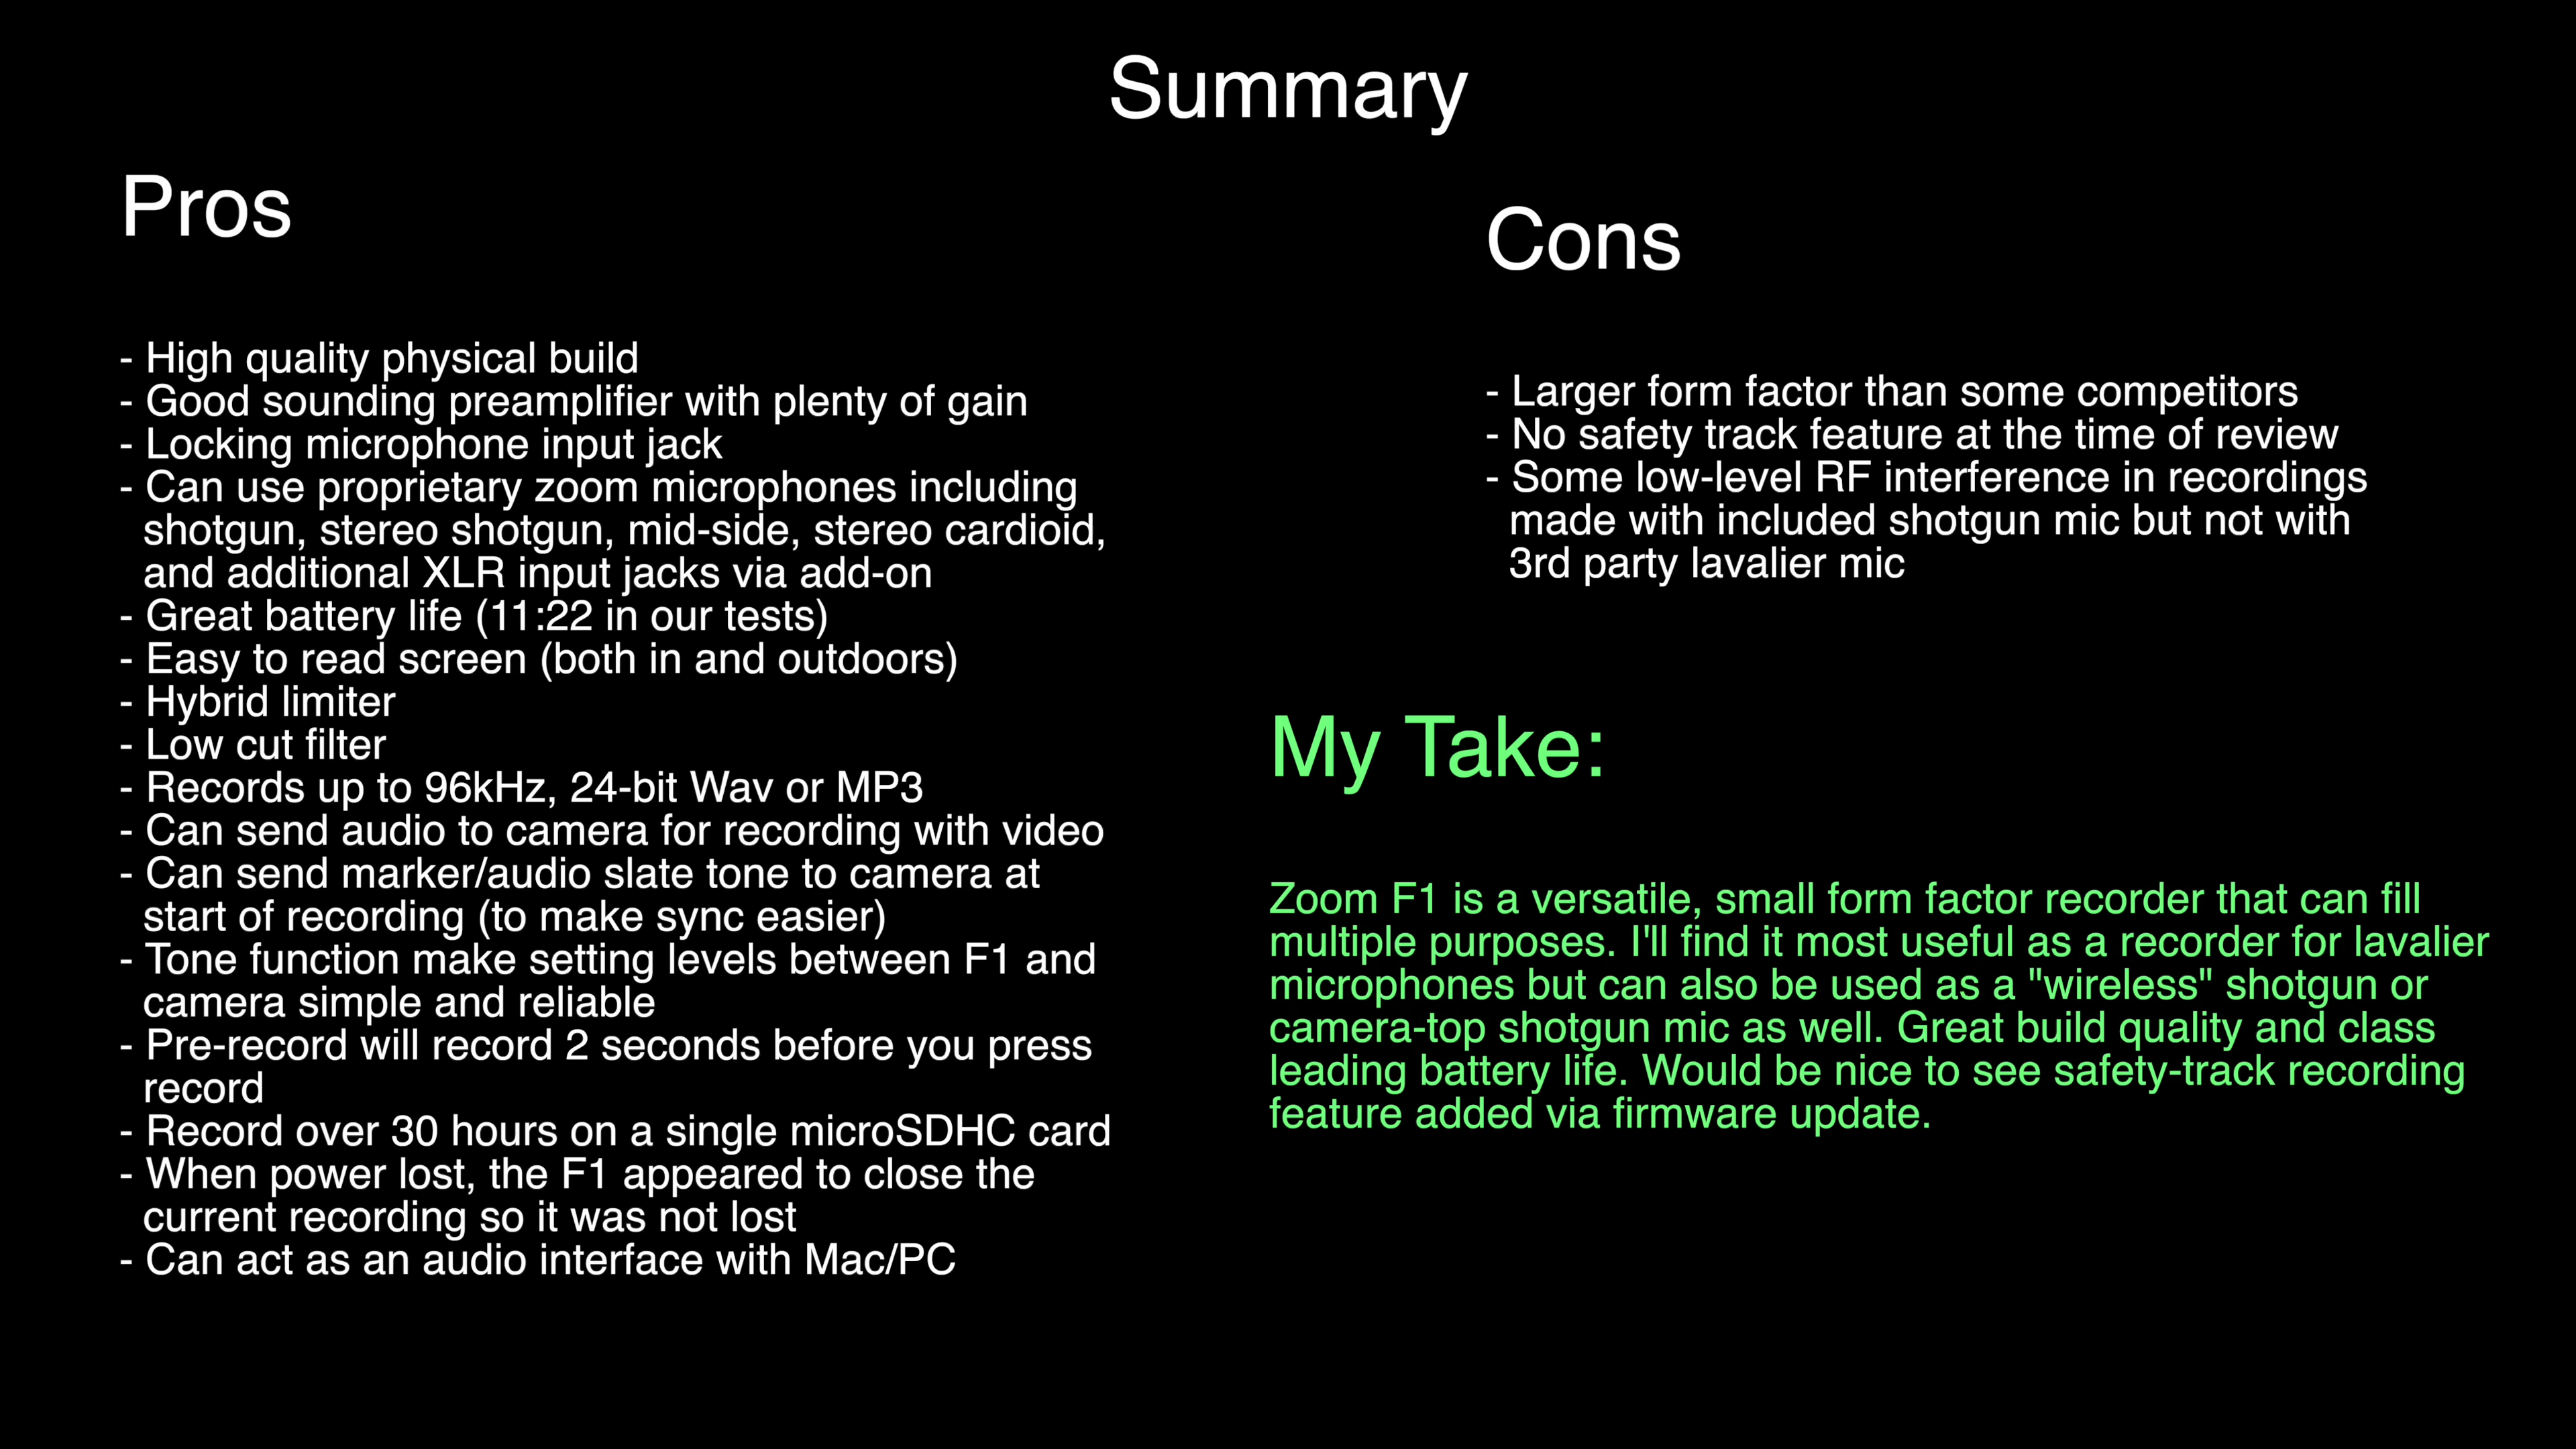 Summary
Pros
- High quality physical build
- Good sounding preamplifier with plenty of gain
- Locking microphone input jack
- Can use proprietary zoom microphones including
shotgun, stereo shotgun, mid-side, stereo cardioid,
and additional XLR input jacks via add-on
- Great battery life (11:22 in our tests)
- Easy to read screen (both in and outdoors)
- Hybrid limiter
- Low cut filter
- Records up to 96kHz, 24-bit Wav or MP3
- Can send audio to camera for recording with video
- Can send marker/audio slate tone to camera at
start of recording (to make sync easier)
- Tone function make setting levels between F1 and
camera simple and reliable
- Pre-record will record 2 seconds before you press
record
- Record over 30 hours on a single microSDHC card
- When power lost, the F1 appeared to close the
current recording so it was not lost
- Can act as an audio interface with Mac/PC
Cons
- Larger form factor than some competitors
- No safety track feature at the time of review
- Some low-level RF interference in recordings
made with included shotgun mic but not with
3rd party lavalier mic
My Take:
Zoom F1 is a versatile, small form factor recorder that can fill
multiple purposes. I'll find it most useful as a recorder for lavalier
microphones but can also be used as a "wireless" shotgun or
camera-top shotgun mic as well. Great build quality and class
leading battery life. Would be nice to see safety-track recording
feature added via firmware update.